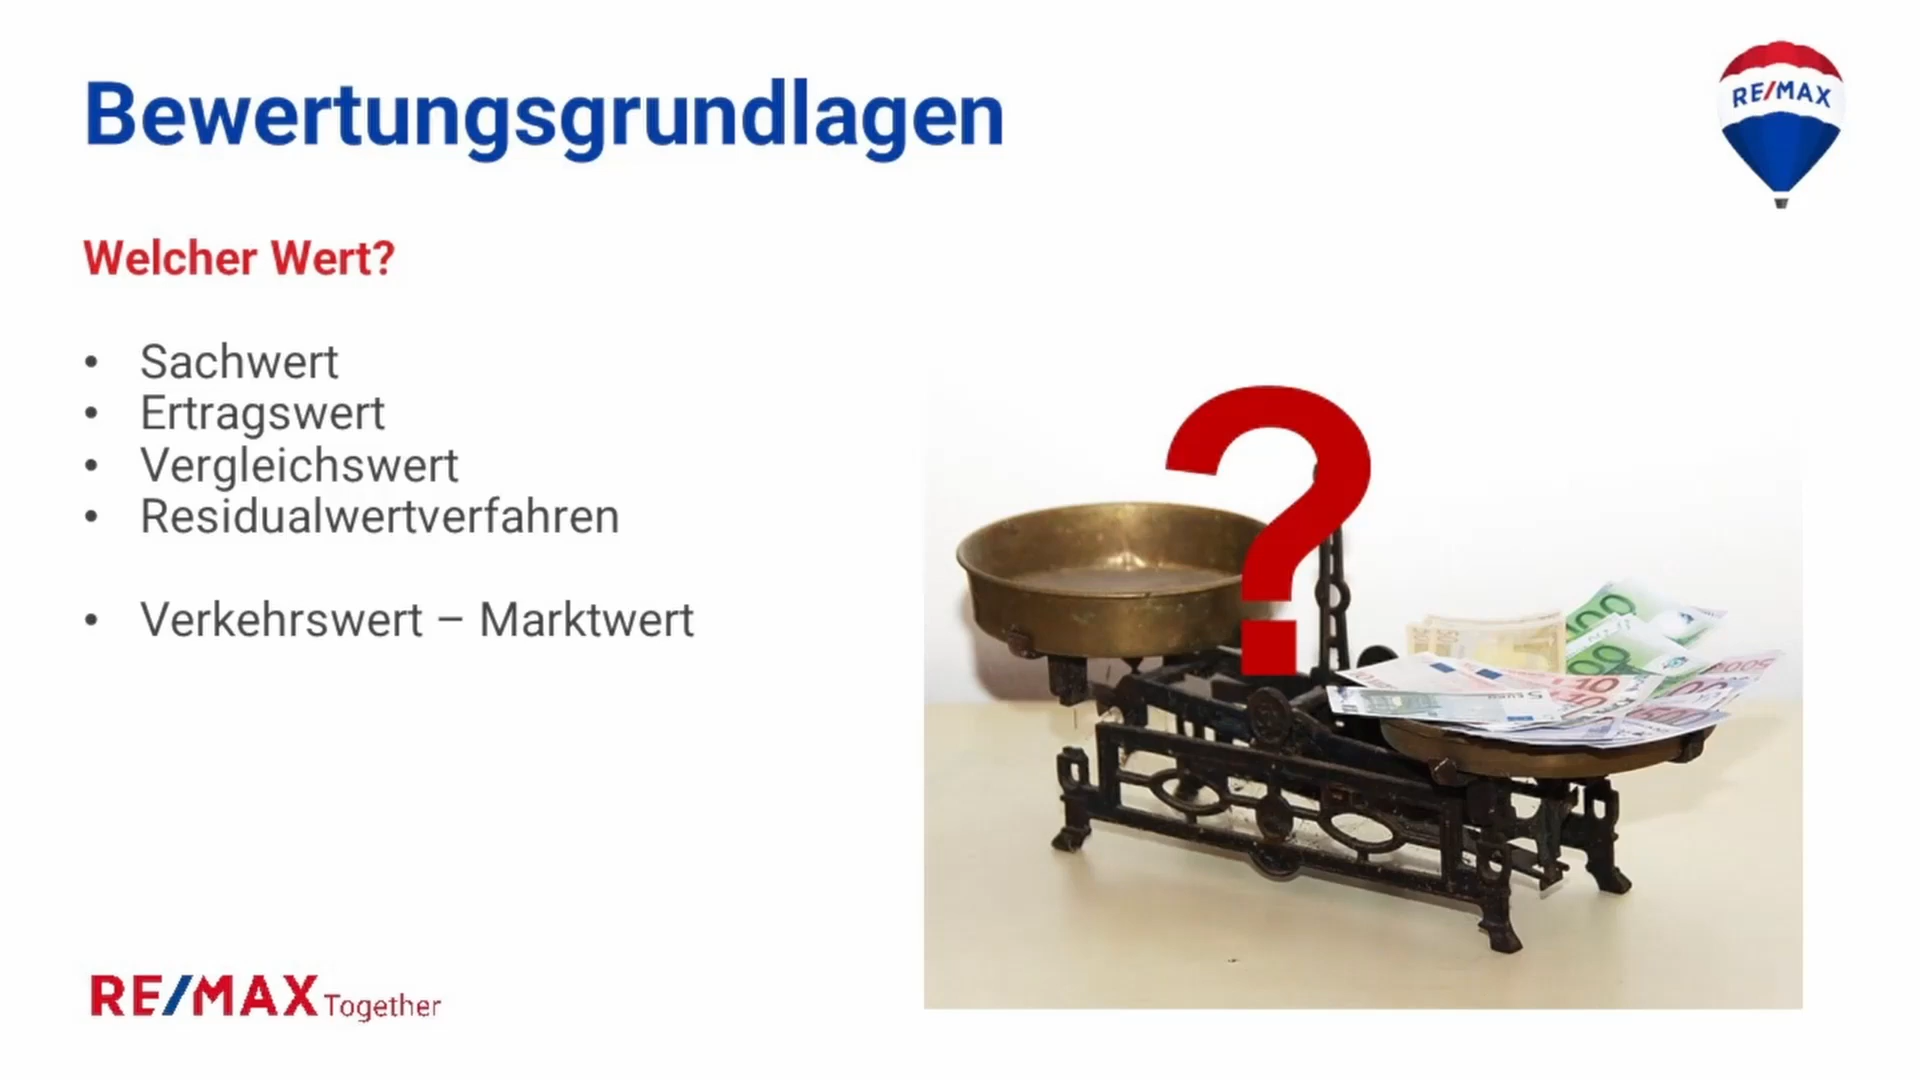 Bewertungsgrundlagen
RE/MAX
Welcher Wert?
• Sachwert
• Ertragswert
• Vergleichswert
• Residualwertverfahren
• Verkehrswert – Marktwert
?
RE/MAX Together